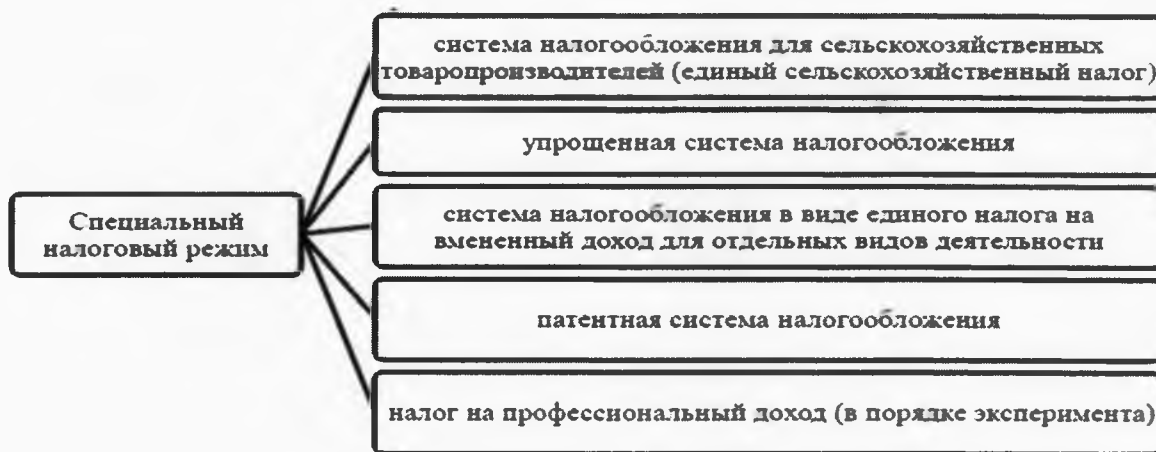 система налогообложения для сельскохозяйственных
товаропроизводителей (единый сельскохозяйственный налог)
упрощенная система налогообложения
Специальный
налоговый режим
система налогообложения в виде единого налога на
вмененный доход для отдельных видов деятельности
патентная система налогообложения
налог на профессиональный доход (в порядке эксперимента)